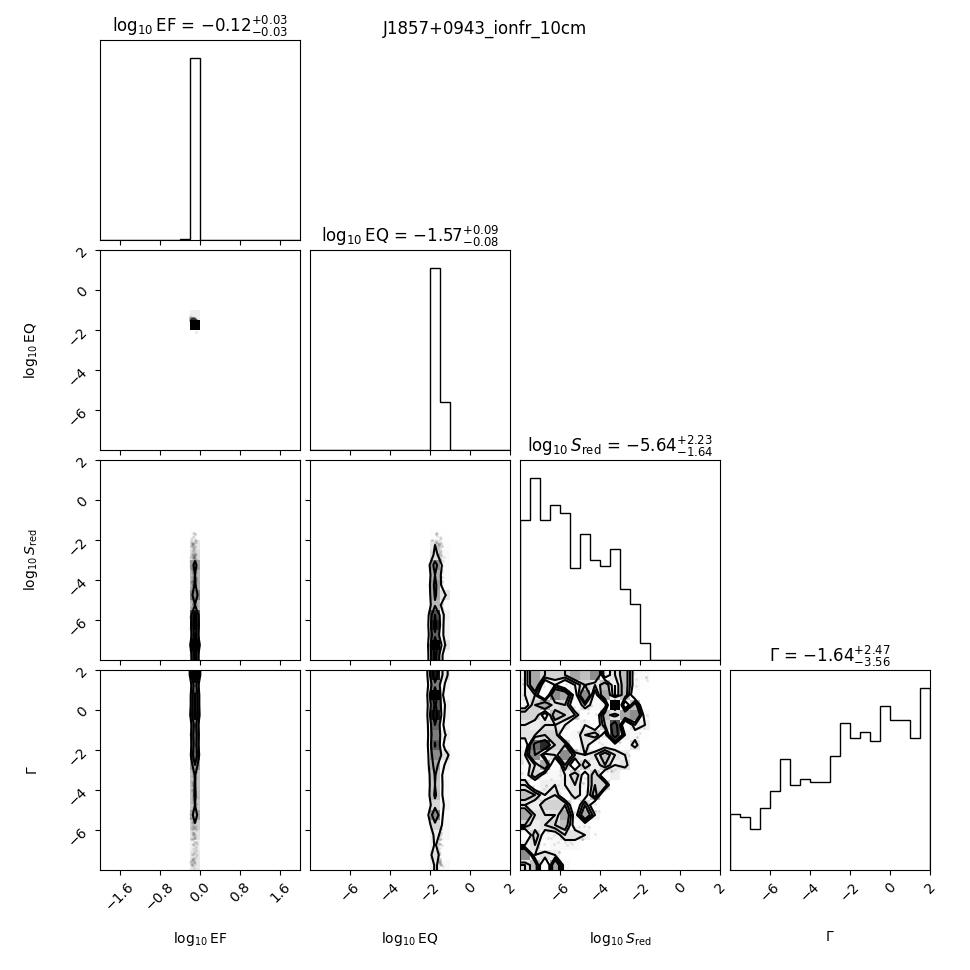 log₁₀ EF = −0.12⁺⁰·⁰³₋₀.₀₃
J1857+0943_ionfr_10cm
log₁₀ EQ = −1.57⁺⁰·⁰⁹₋₀.₀₈
2
0
−2
−4
−6
log₁₀ EQ
log₁₀ S_red = −5.64⁺²·²³₋₁.₆₄
2
0
−2
−4
−6
log₁₀ S_red
Γ = −1.64⁺²·⁴⁷₋₃.₅₆
2
0
−2
−4
−6
Γ
−1.6 −0.8 0.0 0.8 1.6
−6 −4 −2 0 2
−6 −4 −2 0 2
−6 −4 −2 0 2
log₁₀ EF
log₁₀ EQ
log₁₀ S_red
Γ